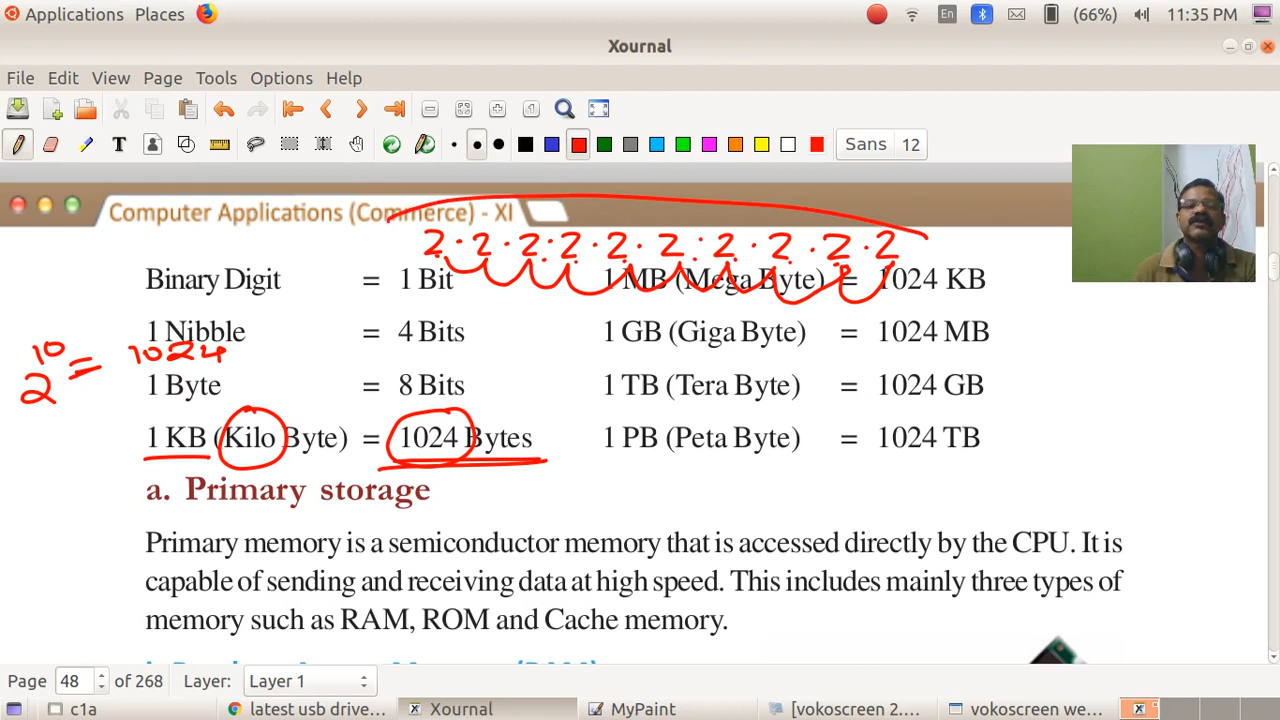 Applications Places En (66%) 11:35 PM
Xournal
File Edit View Page Tools Options Help
T Sans 12
Computer Applications (Commerce) - XI
2 · 2 · 2 · 2 · 2 · 2 · 2 · 2 · 2 · 2
Binary Digit = 1 Bit 1 MB (Mega Byte) = 1024 KB
1 Nibble = 4 Bits 1 GB (Giga Byte) = 1024 MB
2^10 = 1024
1 Byte = 8 Bits 1 TB (Tera Byte) = 1024 GB
1 KB (Kilo Byte) = 1024 Bytes 1 PB (Peta Byte) = 1024 TB
a. Primary storage
Primary memory is a semiconductor memory that is accessed directly by the CPU. It is
capable of sending and receiving data at high speed. This includes mainly three types of
memory such as RAM, ROM and Cache memory.
Page 48 of 268 Layer: Layer 1
c1a latest usb drive... Xournal MyPaint [vokoscreen 2.... vokoscreen we...